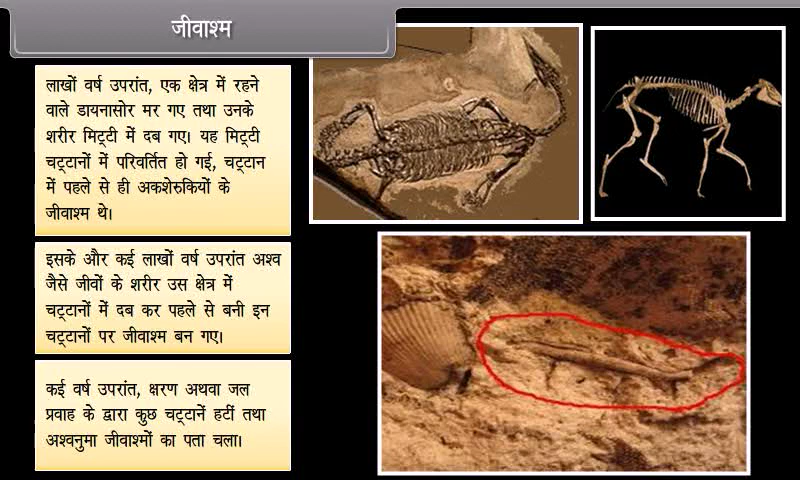 जीवाश्म
लाखों वर्ष उपरांत, एक क्षेत्र में रहने
वाले डायनासोर मर गए तथा उनके
शरीर मिट्टी में दब गए। यह मिट्टी
चट्टानों में परिवर्तित हो गई, चट्टान
में पहले से ही अकशेरुकियों के
जीवाश्म थे।
इसके और कई लाखों वर्ष उपरांत अश्व
जैसे जीवों के शरीर उस क्षेत्र में
चट्टानों में दब कर पहले से बनी इन
चट्टानों पर जीवाश्म बन गए।
कई वर्ष उपरांत, क्षरण अथवा जल
प्रवाह के द्वारा कुछ चट्टानें हटीं तथा
अश्वनुमा जीवाश्मों का पता चला।